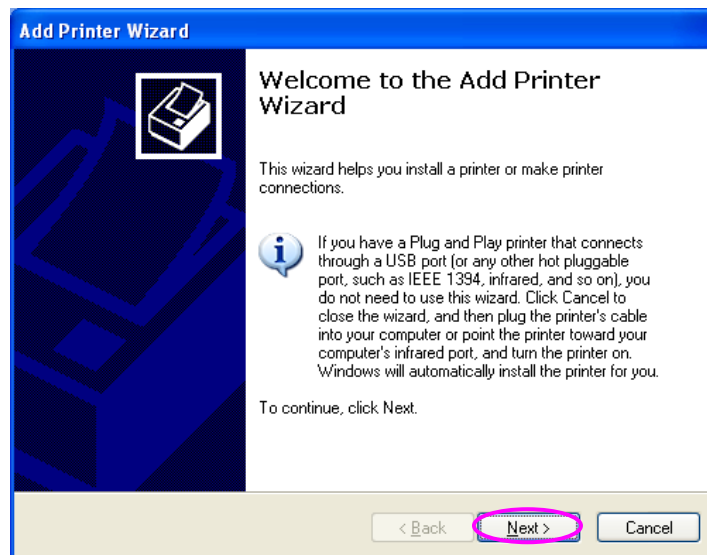 Add Printer Wizard
Welcome to the Add Printer
Wizard
This wizard helps you install a printer or make printer
connections.
If you have a Plug and Play printer that connects
through a USB port (or any other hot pluggable
port, such as IEEE 1394, infrared, and so on), you
do not need to use this wizard. Click Cancel to
close the wizard, and then plug the printer's cable
into your computer or point the printer toward your
computer's infrared port, and turn the printer on.
Windows will automatically install the printer for you.
To continue, click Next.
< Back
Next >
Cancel